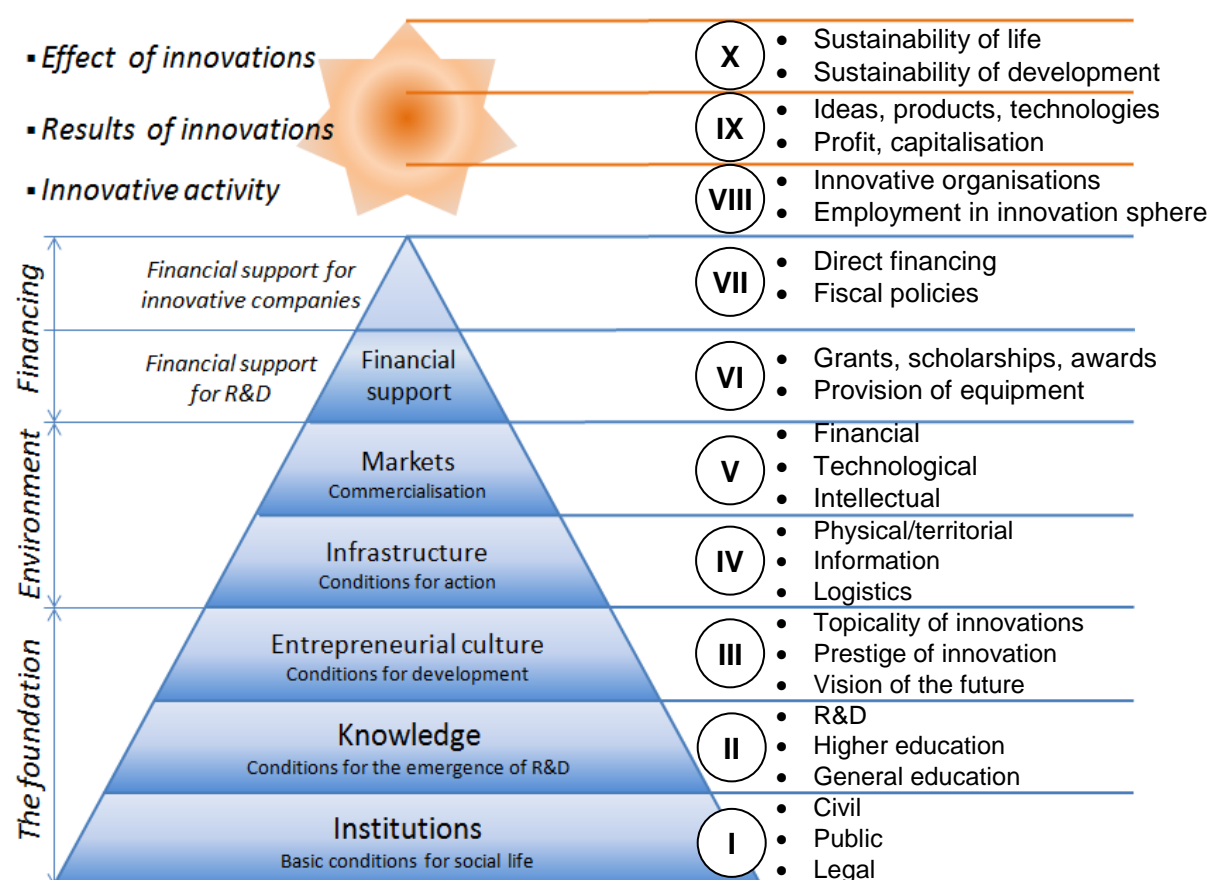 ▪ Effect of innovations
▪ Results of innovations
▪ Innovative activity
X
• Sustainability of life
• Sustainability of development
IX
• Ideas, products, technologies
• Profit, capitalisation
VIII
• Innovative organisations
• Employment in innovation sphere
Financing
Financial support for
innovative companies
VII
• Direct financing
• Fiscal policies
Financial support
for R&D
Financial
support
VI
• Grants, scholarships, awards
• Provision of equipment
Environment
Markets
Commercialisation
V
• Financial
• Technological
• Intellectual
Infrastructure
Conditions for action
IV
• Physical/territorial
• Information
• Logistics
The foundation
Entrepreneurial culture
Conditions for development
III
• Topicality of innovations
• Prestige of innovation
• Vision of the future
Knowledge
Conditions for the emergence of R&D
II
• R&D
• Higher education
• General education
Institutions
Basic conditions for social life
I
• Civil
• Public
• Legal